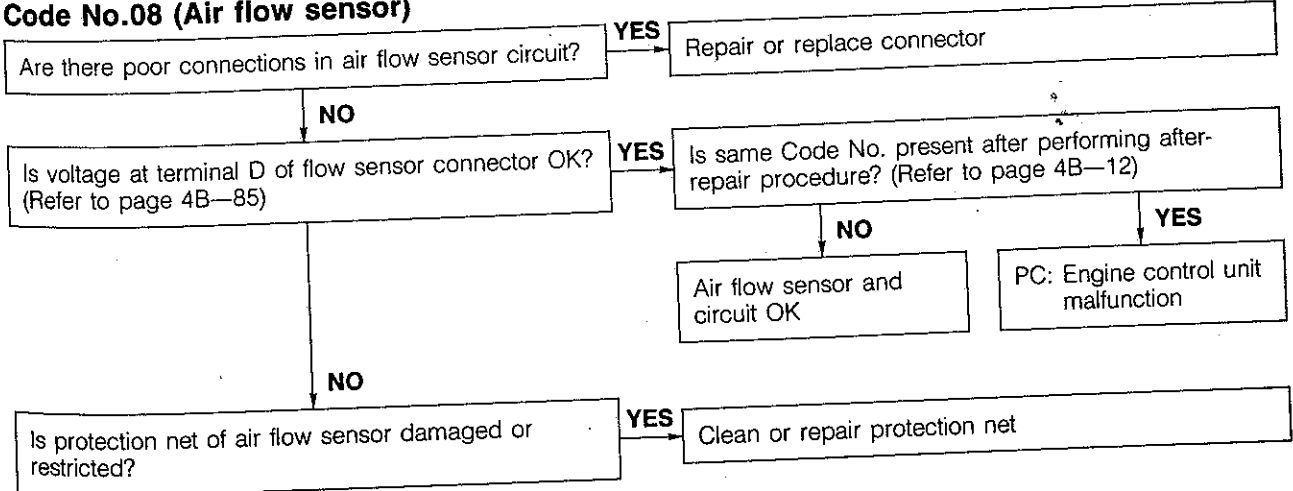 Code No.08 (Air flow sensor)
Are there poor connections in air flow sensor circuit?
YES
Repair or replace connector
NO
Is voltage at terminal D of flow sensor connector OK?
(Refer to page 4B—85)
YES
Is same Code No. present after performing after-
repair procedure? (Refer to page 4B—12)
NO
YES
Air flow sensor and
circuit OK
PC: Engine control unit
malfunction
NO
Is protection net of air flow sensor damaged or
restricted?
YES
Clean or repair protection net